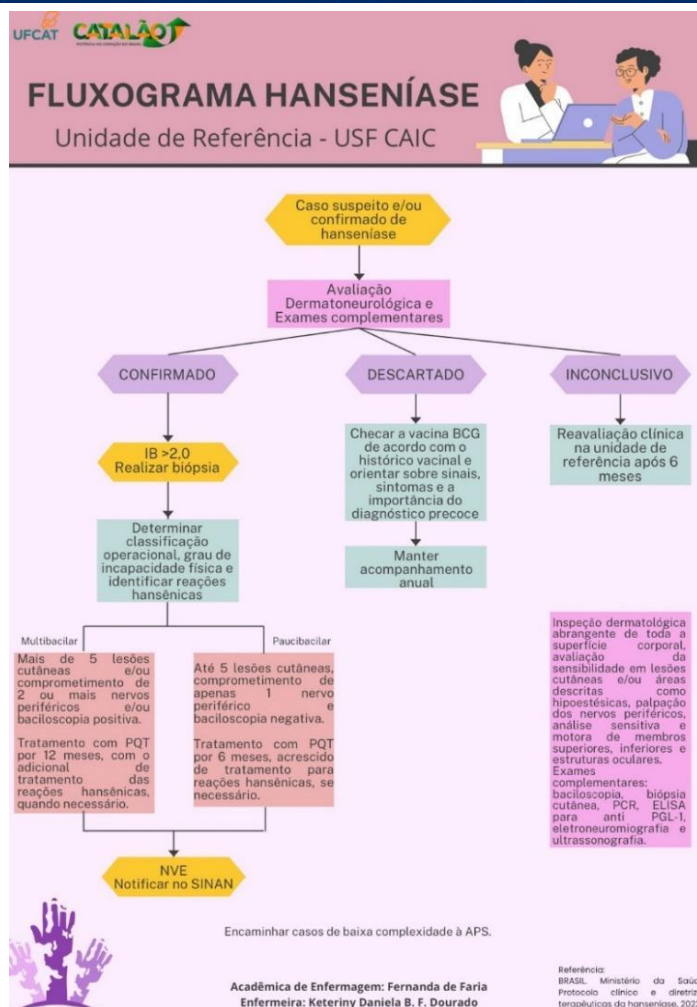 UFCAT CATALÃO
FLUXOGRAMA HANSENÍASE
Unidade de Referência - USF CAIC
Caso suspeito e/ou
confirmado de
hanseníase
Avaliação
Dermatoneurológica e
Exames complementares
CONFIRMADO
DESCARTADO
INCONCLUSIVO
IB >2,0
Realizar biópsia
Checar a vacina BCG
de acordo com o
histórico vacinal e
orientar sobre sinais,
sintomas e a
importância do
diagnóstico precoce
Reavaliação clínica
na unidade de
referência após 6
meses
Determinar
classificação
operacional, grau de
incapacidade física e
identificar reações
hansênicas
Manter
acompanhamento
anual
Multibacilar
Mais de 5 lesões
cutâneas e/ou
comprometimento de
2 ou mais nervos
periféricos e/ou
baciloscopia positiva.
Tratamento com PQT
por 12 meses, com o
adicional de
tratamento das
reações hansênicas,
quando necessário.
Paucibacilar
Até 5 lesões cutâneas,
comprometimento de
apenas 1 nervo
periférico e
baciloscopia negativa.
Tratamento com PQT
por 6 meses, acrescido
de tratamento para
reações hansênicas, se
necessário.
Inspeção dermatológica
abrangente de toda a
superfície corporal,
avaliação da
sensibilidade em lesões
cutâneas e/ou áreas
descritas como
hipoestésicas, palpação
dos nervos periféricos,
análise sensitiva e
motora de membros
superiores, inferiores e
estruturas oculares.
Exames
complementares:
baciloscopia, biópsia
cutânea, PCR, ELISA
para anti PGL-1,
eletroneuromiografia e
ultrassonografia.
NVE
Notificar no SINAN
Encaminhar casos de baixa complexidade à APS.
Acadêmica de Enfermagem: Fernanda de Faria
Enfermeira: Keteriny Daniela B. F. Dourado
Referência:
BRASIL. Ministério da Saúd
Protocolo clínico e diretriz
terapêuticas da hanseníase, 202